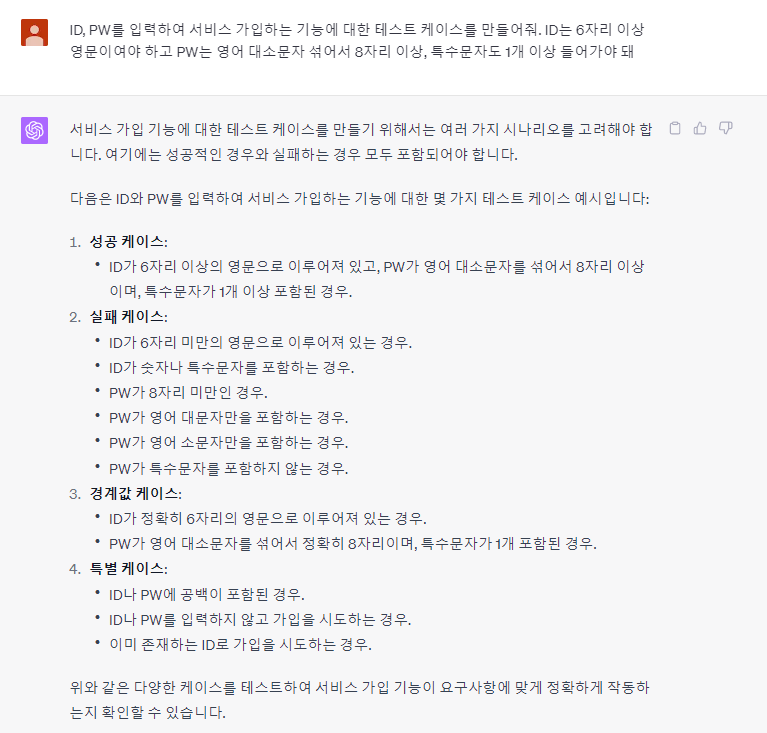 ID, PW를 입력하여 서비스 가입하는 기능에 대한 테스트 케이스를 만들어줘. ID는 6자리 이상
영문이여야 하고 PW는 영어 대소문자 섞어서 8자리 이상, 특수문자도 1개 이상 들어가야 돼
서비스 가입 기능에 대한 테스트 케이스를 만들기 위해서는 여러 가지 시나리오를 고려해야 합
니다. 여기에는 성공적인 경우와 실패하는 경우 모두 포함되어야 합니다.
다음은 ID와 PW를 입력하여 서비스 가입하는 기능에 대한 몇 가지 테스트 케이스 예시입니다:
1. 성공 케이스:
• ID가 6자리 이상의 영문으로 이루어져 있고, PW가 영어 대소문자를 섞어서 8자리 이상
이며, 특수문자가 1개 이상 포함된 경우.
2. 실패 케이스:
• ID가 6자리 미만의 영문으로 이루어져 있는 경우.
• ID가 숫자나 특수문자를 포함하는 경우.
• PW가 8자리 미만인 경우.
• PW가 영어 대문자만을 포함하는 경우.
• PW가 영어 소문자만을 포함하는 경우.
• PW가 특수문자를 포함하지 않는 경우.
3. 경계값 케이스:
• ID가 정확히 6자리의 영문으로 이루어져 있는 경우.
• PW가 영어 대소문자를 섞어서 정확히 8자리이며, 특수문자가 1개 포함된 경우.
4. 특별 케이스:
• ID나 PW에 공백이 포함된 경우.
• ID나 PW를 입력하지 않고 가입을 시도하는 경우.
• 이미 존재하는 ID로 가입을 시도하는 경우.
위와 같은 다양한 케이스를 테스트하여 서비스 가입 기능이 요구사항에 맞게 정확하게 작동하
는지 확인할 수 있습니다.